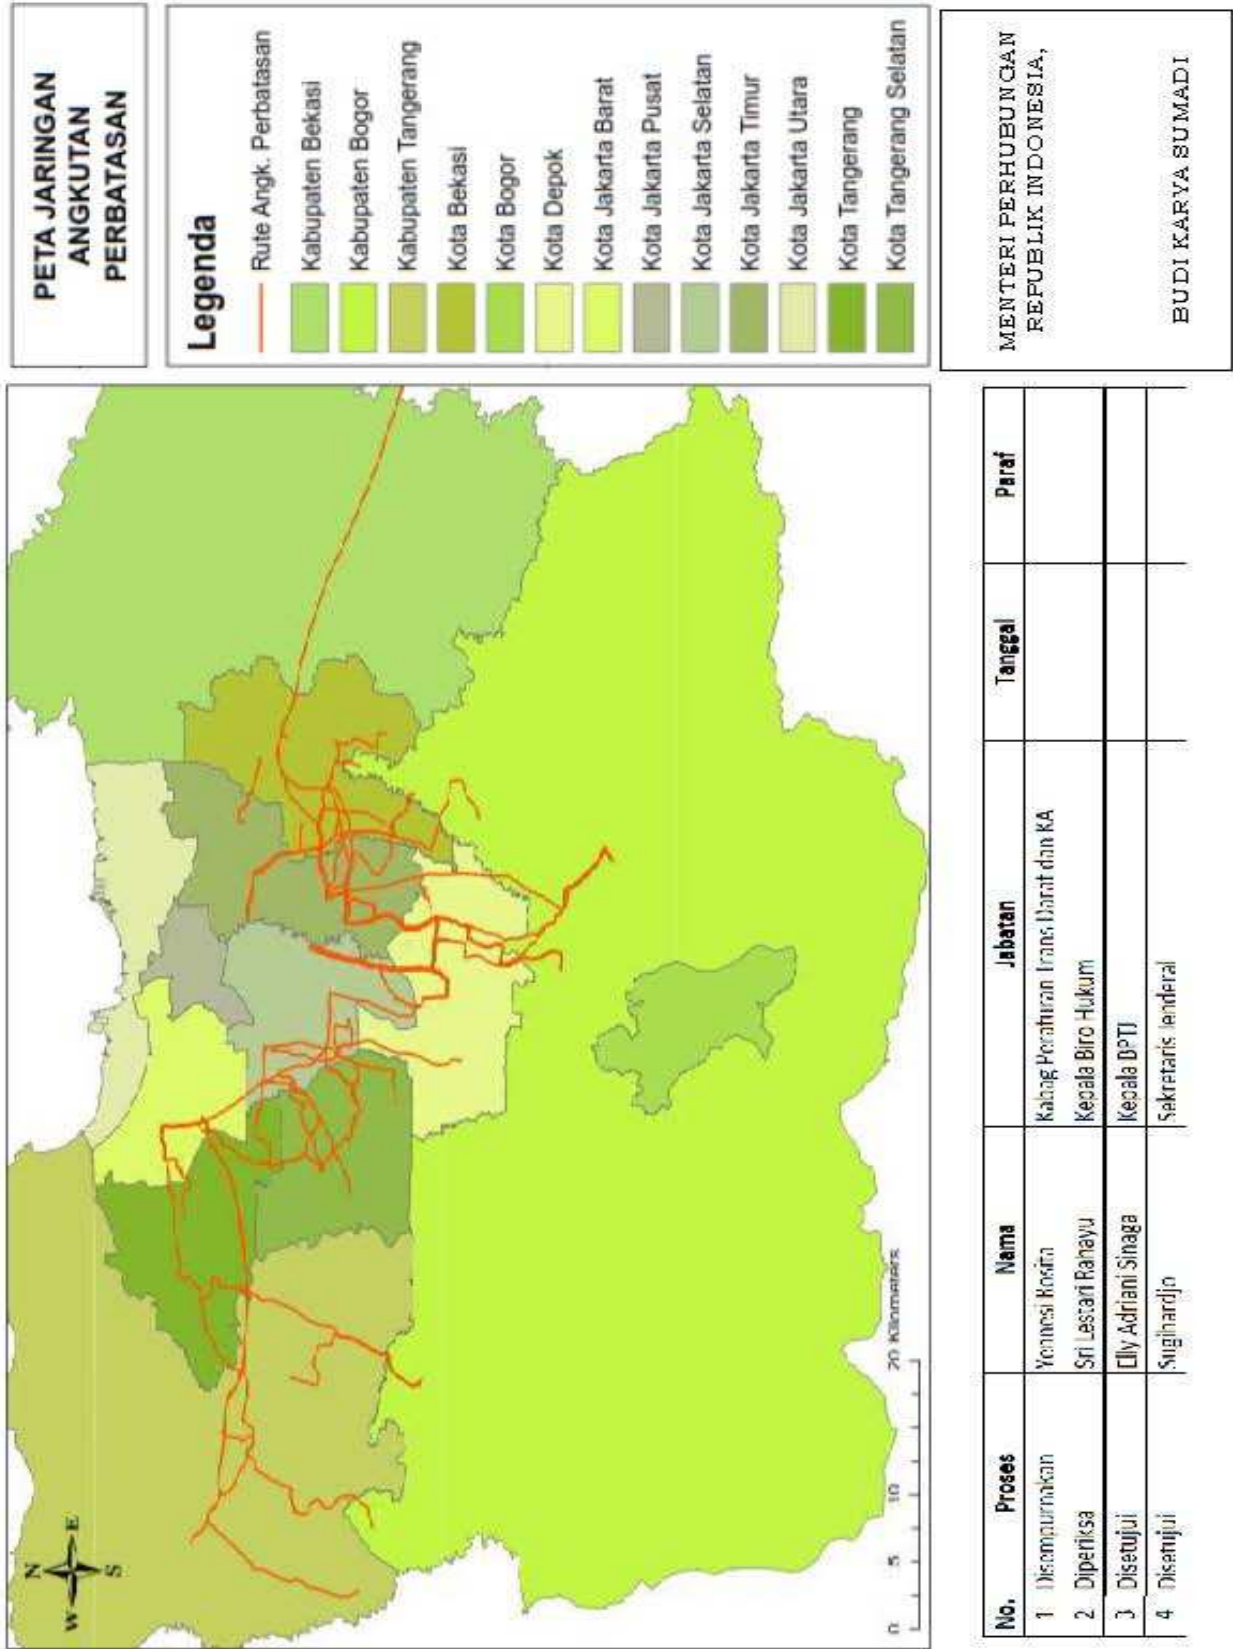 PETA JARINGAN
ANGKUTAN
PERBATASAN
Legenda
Rute Angk. Perbatasan
Kabupaten Bekasi
Kabupaten Bogor
Kabupaten Tangerang
Kota Bekasi
Kota Bogor
Kota Depok
Kota Jakarta Barat
Kota Jakarta Pusat
Kota Jakarta Selatan
Kota Jakarta Timur
Kota Jakarta Utara
Kota Tangerang
Kota Tangerang Selatan
N
W E
S
0 5 10 20 Kilometers
MENTERI PERHUBUNGAN
REPUBLIK INDONESIA,
BUDI KARYA SUMADI
No. Proses Nama Jabatan Tanggal Paraf
1 Disempurnakan Yennesi Rosita Kabag Peraturan Trans Darat dan KA
2 Diperiksa Sri Lestari Rahayu Kepala Biro Hukum
3 Disetujui Elly Adriani Sinaga Kepala BPTJ
4 Disetujui Sugihardjo Sekretaris Jenderal